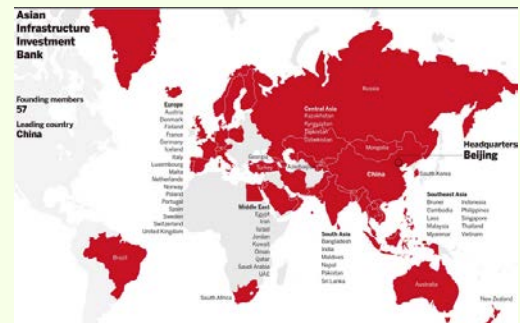 Asian
Infrastructure
Investment
Bank
Founding members
57
Leading country
China
Europe
Austria
Denmark
Finland
France
Germany
Iceland
Italy
Luxembourg
Malta
Netherlands
Norway
Poland
Portugal
Spain
Sweden
Switzerland
United Kingdom
Georgia
Azerbaijan
Central Asia
Kazakhstan
Kyrgyzstan
Tajikistan
Uzbekistan
Russia
Mongolia
China
Headquarters
Beijing
South Korea
Middle East
Egypt
Iran
Israel
Jordan
Kuwait
Oman
Qatar
Saudi Arabia
UAE
South Asia
Bangladesh
India
Maldives
Nepal
Pakistan
Sri Lanka
Southeast Asia
Brunei Indonesia
Cambodia Philippines
Laos Singapore
Malaysia Thailand
Myanmar Vietnam
Brazil
South Africa
Australia
New Zealand